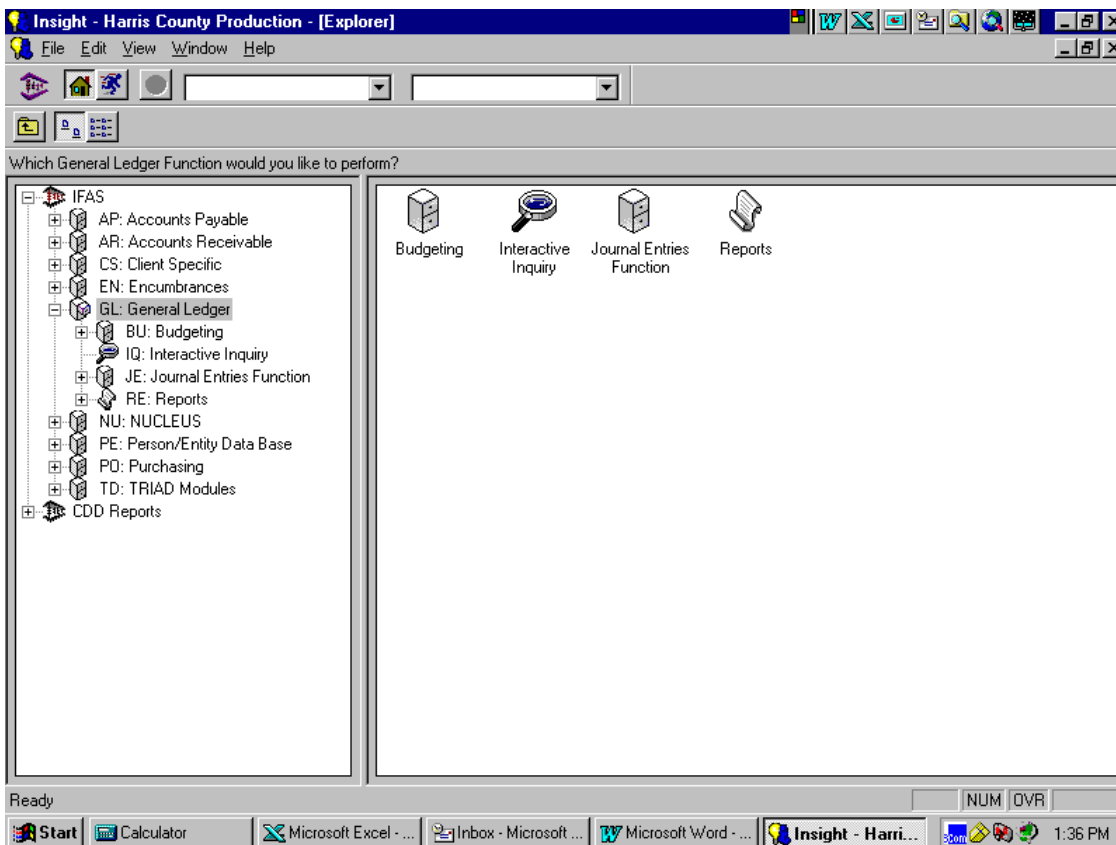 Insight - Harris County Production - [Explorer]
File Edit View Window Help
Which General Ledger Function would you like to perform?
IFAS
AP: Accounts Payable
AR: Accounts Receivable
CS: Client Specific
EN: Encumbrances
GL: General Ledger
BU: Budgeting
IQ: Interactive Inquiry
JE: Journal Entries Function
RE: Reports
NU: NUCLEUS
PE: Person/Entity Data Base
PO: Purchasing
TD: TRIAD Modules
CDD Reports
Budgeting
Interactive
Inquiry
Journal Entries
Function
Reports
Ready
NUM OVR
Start Calculator Microsoft Excel - ... Inbox - Microsoft ... Microsoft Word - ... Insight - Harri... 3Com 1:36 PM